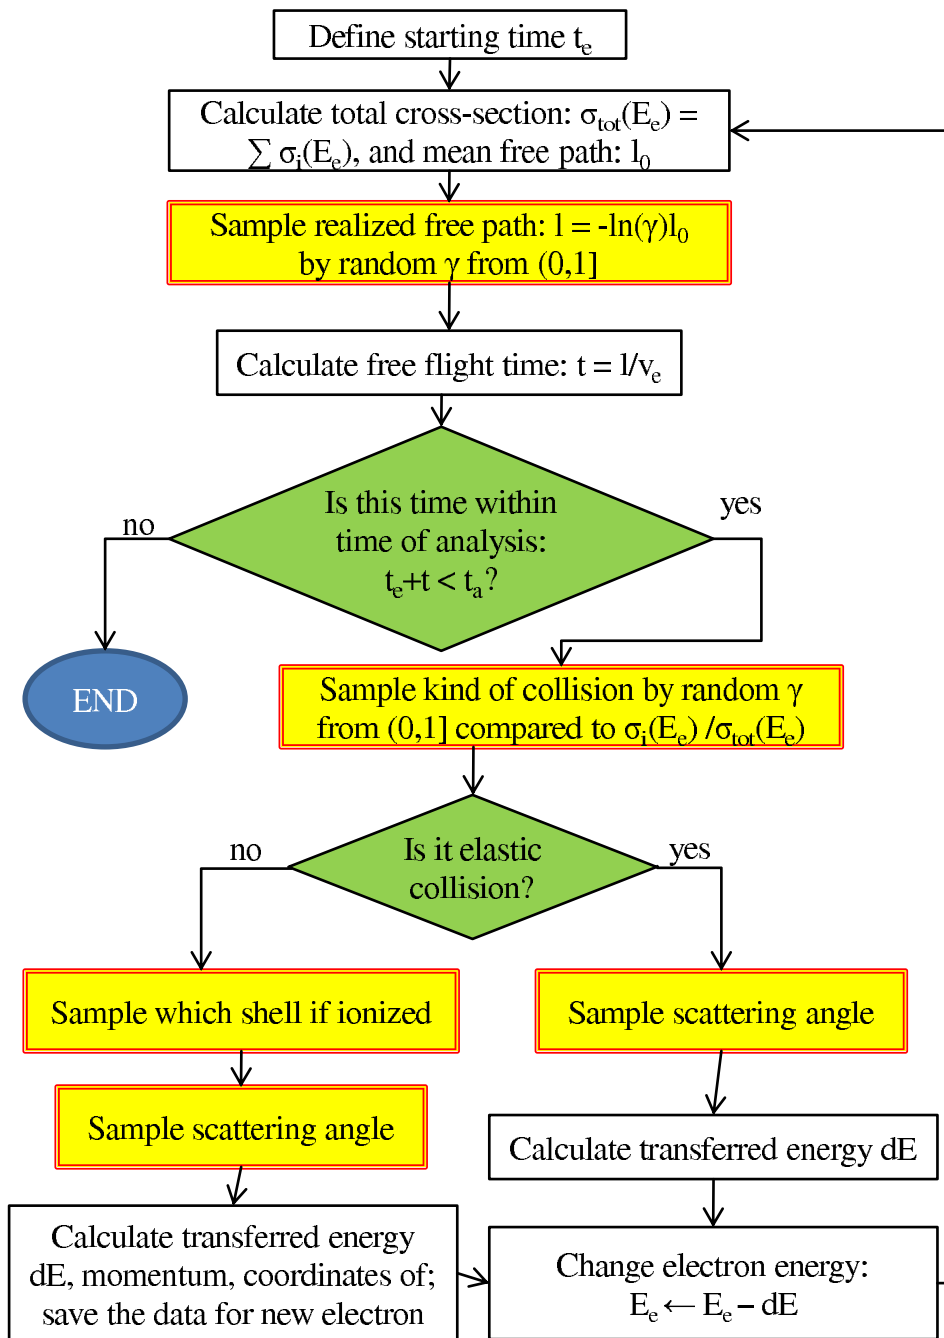 Define starting time tₑ
Calculate total cross-section: σₜₒₜ(Eₑ) =
∑ σᵢ(Eₑ), and mean free path: l₀
Sample realized free path: l = -ln(γ)l₀
by random γ from (0,1]
Calculate free flight time: t = l/vₑ
Is this time within
time of analysis:
tₑ+t < tₐ?
no
yes
END
Sample kind of collision by random γ
from (0,1] compared to σᵢ(Eₑ) /σₜₒₜ(Eₑ)
Is it elastic
collision?
no
yes
Sample which shell if ionized
Sample scattering angle
Sample scattering angle
Calculate transferred energy dE
Calculate transferred energy
dE, momentum, coordinates of;
save the data for new electron
Change electron energy:
Eₑ ← Eₑ – dE